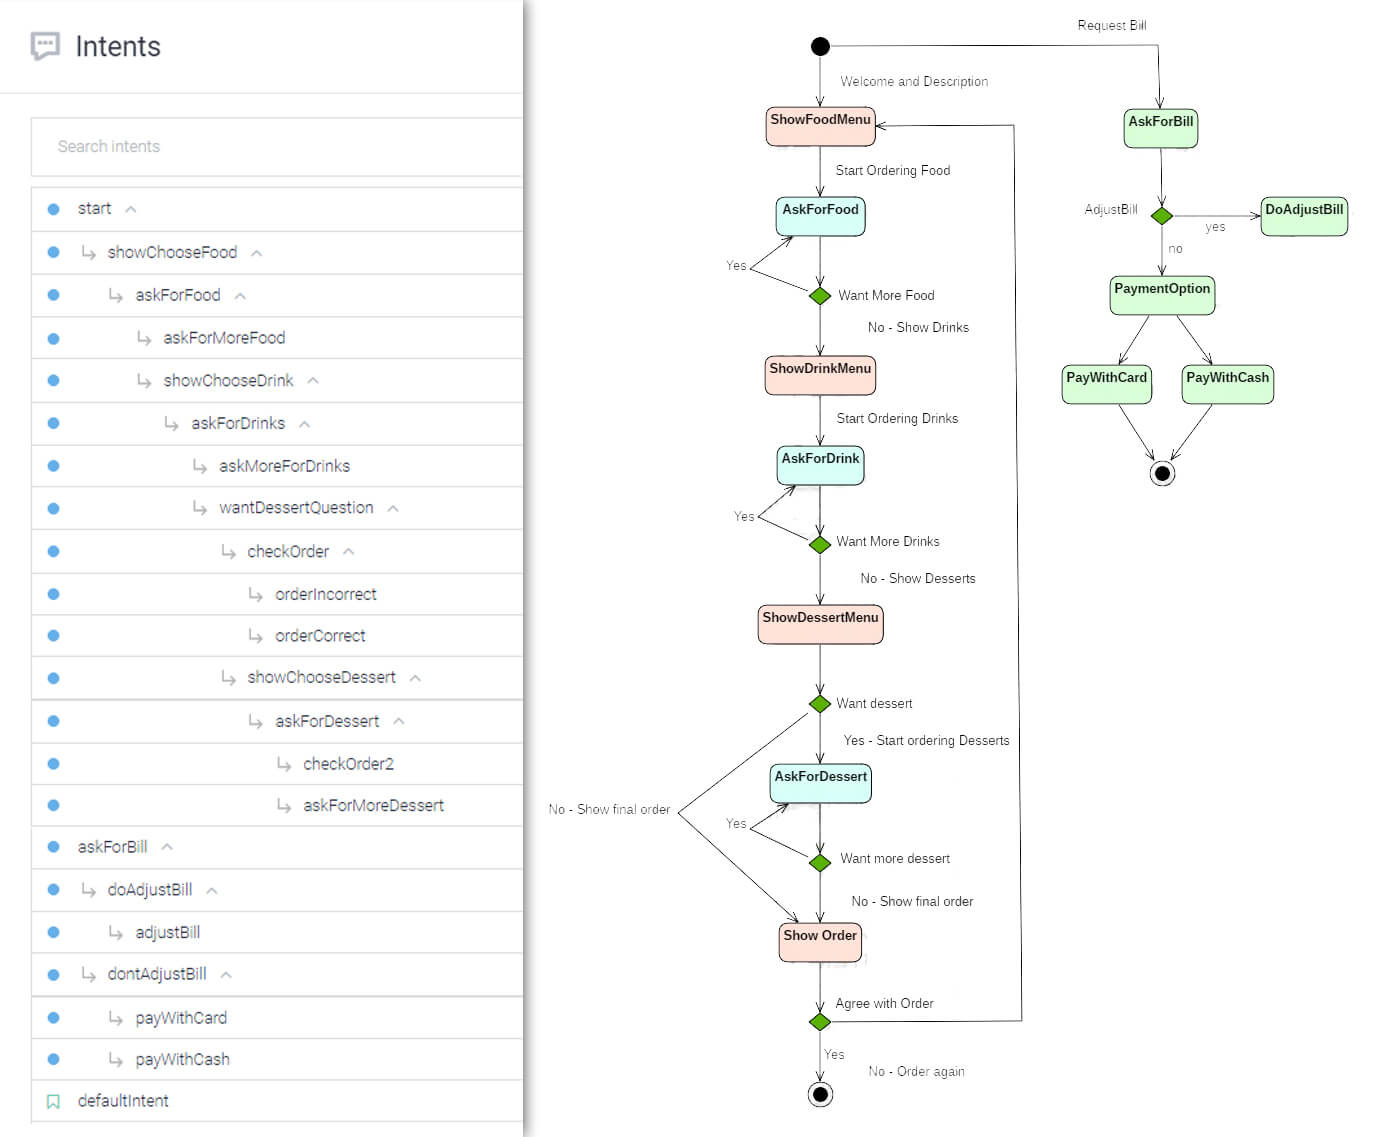 Intents
Search intents
start
showChooseFood
askForFood
askForMoreFood
showChooseDrink
askForDrinks
askMoreForDrinks
wantDessertQuestion
checkOrder
orderIncorrect
orderCorrect
showChooseDessert
askForDessert
checkOrder2
askForMoreDessert
askForBill
doAdjustBill
adjustBill
dontAdjustBill
payWithCard
payWithCash
defaultIntent
Welcome and Description
ShowFoodMenu
Start Ordering Food
AskForFood
Yes
Want More Food
No - Show Drinks
ShowDrinkMenu
Start Ordering Drinks
AskForDrink
Yes
Want More Drinks
No - Show Desserts
ShowDessertMenu
Want dessert
Yes - Start ordering Desserts
AskForDessert
No - Show final order
Yes
Want more dessert
No - Show final order
Show Order
Agree with Order
Yes
No - Order again
Request Bill
AskForBill
AdjustBill
yes
DoAdjustBill
no
PaymentOption
PayWithCard
PayWithCash